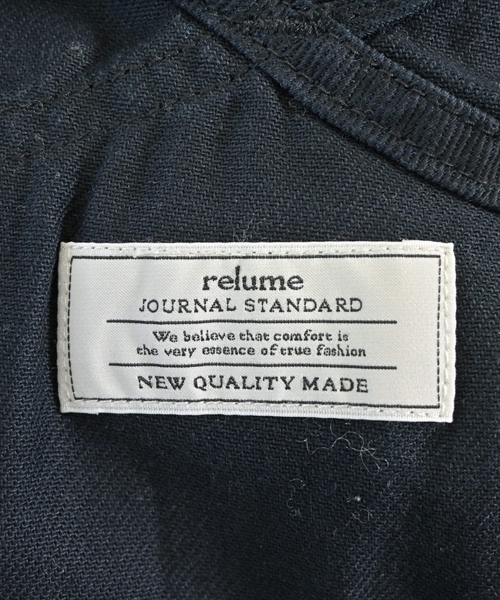 relume
JOURNAL STANDARD
We believe that comfort is
the very essence of true fashion
NEW QUALITY MADE